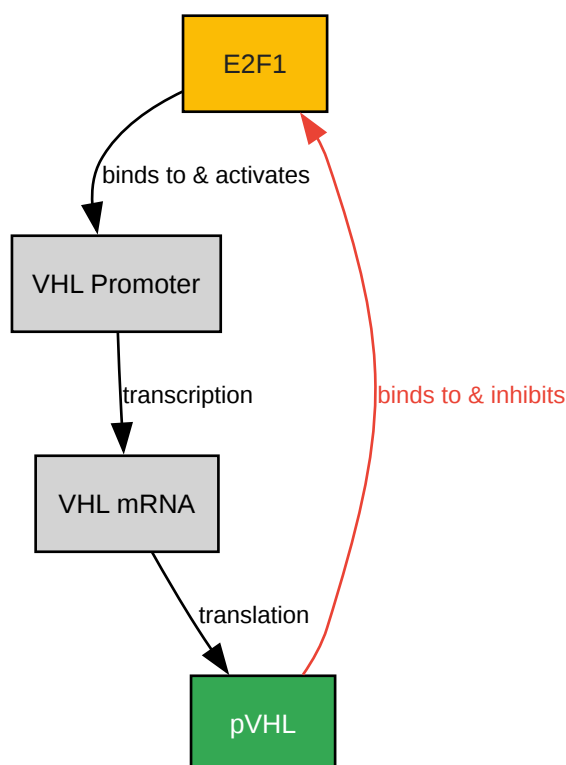 E2F1
binds to & activates
VHL Promoter
transcription
binds to & inhibits
VHL mRNA
translation
pVHL